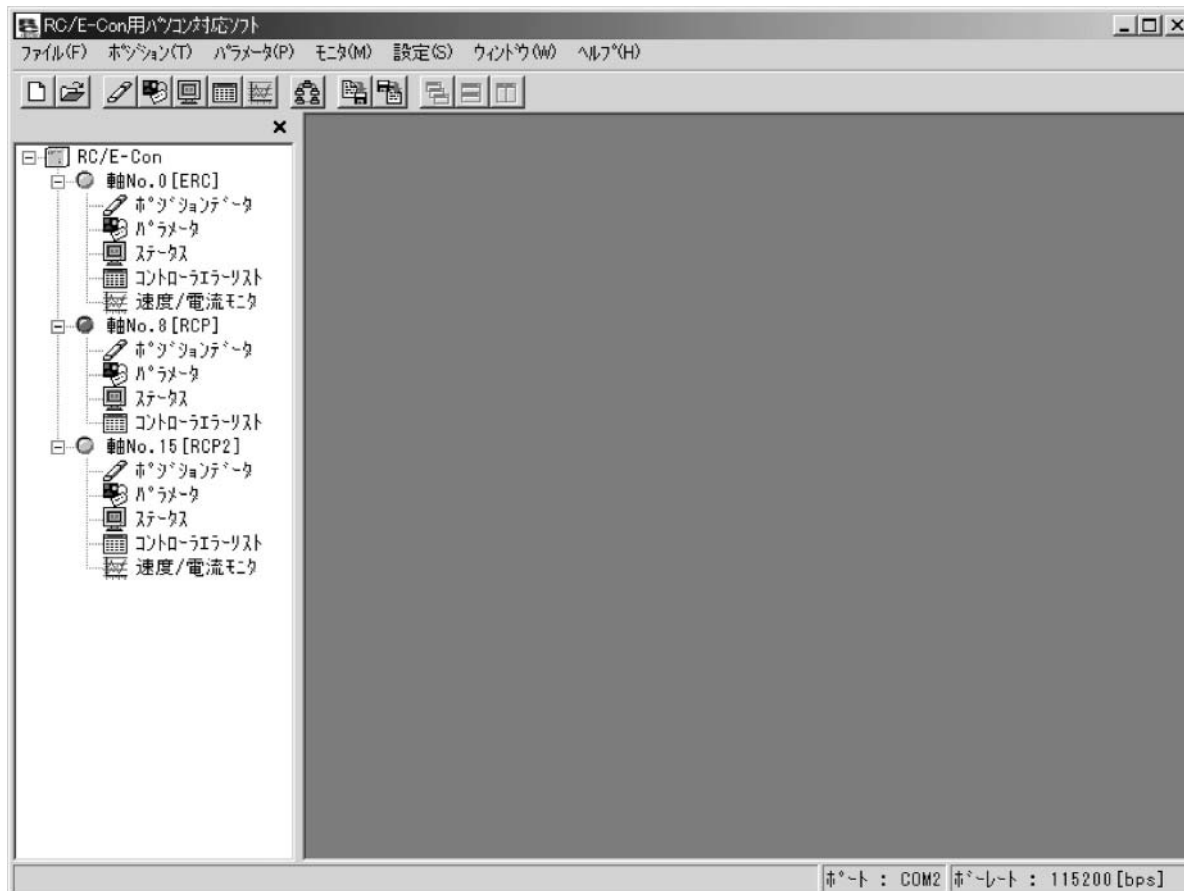 RC/E-Con用ﾊﾟｿｺﾝ対応ｿﾌﾄ
ﾌｧｲﾙ(F) ﾎﾟｼﾞｼｮﾝ(T) ﾊﾟﾗﾒｰﾀ(P) ﾓﾆﾀ(M) 設定(S) ｳｨﾝﾄﾞｳ(W) ﾍﾙﾌﾟ(H)
RC/E-Con
軸No.0[ERC]
ﾎﾟｼﾞｼｮﾝﾃﾞｰﾀ
ﾊﾟﾗﾒｰﾀ
ｽﾃｰﾀｽ
ｺﾝﾄﾛｰﾗｴﾗｰﾘｽﾄ
速度/電流ﾓﾆﾀ
軸No.8[RCP]
ﾎﾟｼﾞｼｮﾝﾃﾞｰﾀ
ﾊﾟﾗﾒｰﾀ
ｽﾃｰﾀｽ
ｺﾝﾄﾛｰﾗｴﾗｰﾘｽﾄ
軸No.15[RCP2]
ﾎﾟｼﾞｼｮﾝﾃﾞｰﾀ
ﾊﾟﾗﾒｰﾀ
ｽﾃｰﾀｽ
ｺﾝﾄﾛｰﾗｴﾗｰﾘｽﾄ
速度/電流ﾓﾆﾀ
ﾎﾟｰﾄ : COM2 ﾎﾞｰﾚｰﾄ : 115200[bps]